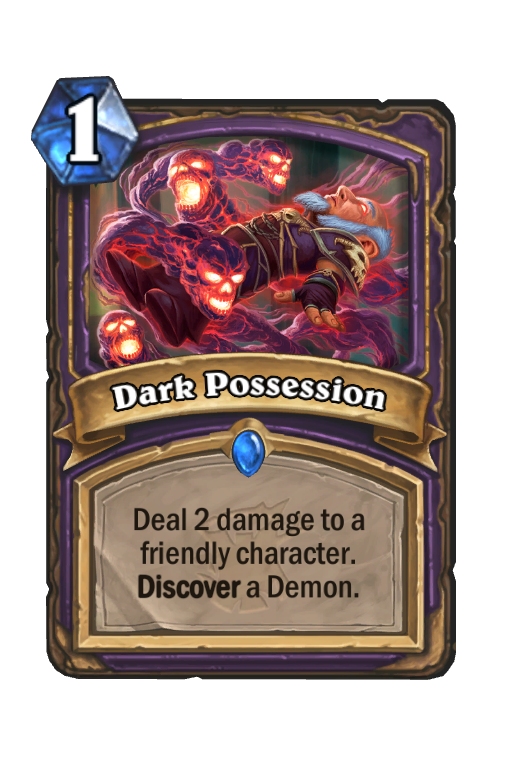 1
Dark Possession
Deal 2 damage to a
friendly character.
Discover a Demon.